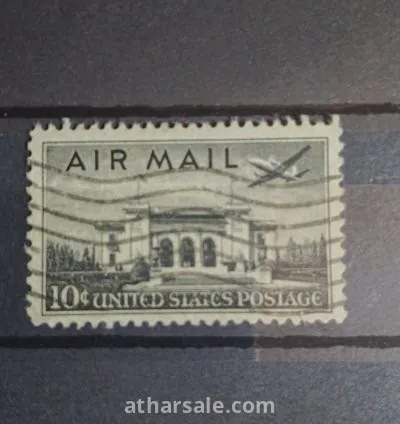 AIR MAIL
10¢ UNITED STATES POSTAGE
atharsale.com